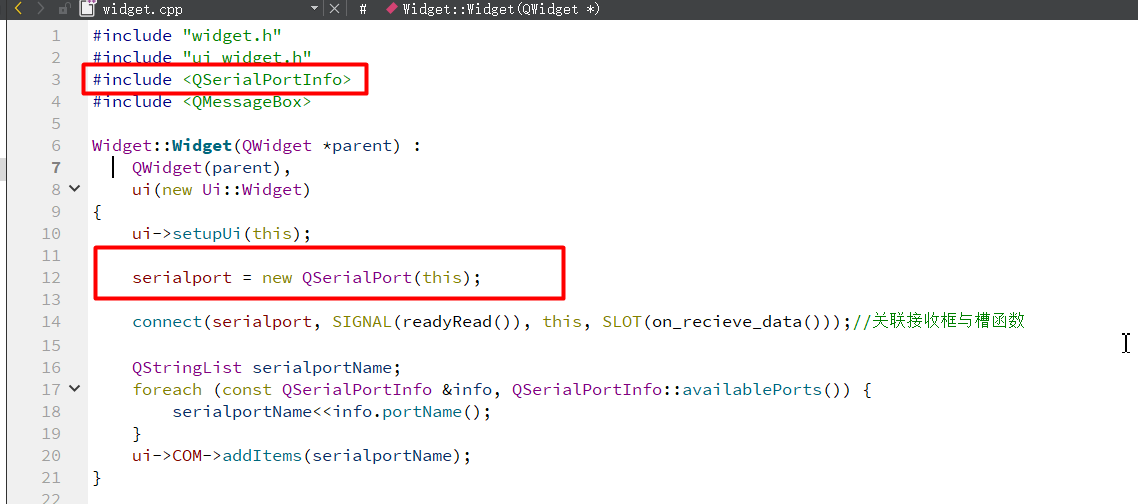 widget.cpp # Widget::Widget(QWidget *)
1 #include "widget.h"
2 #include "ui_widget.h"
3 #include <QSerialPortInfo>
4 #include <QMessageBox>
5
6 Widget::Widget(QWidget *parent) :
7 QWidget(parent),
8 ui(new Ui::Widget)
9 {
10 ui->setupUi(this);
11
12 serialport = new QSerialPort(this);
13
14 connect(serialport, SIGNAL(readyRead()), this, SLOT(on_recieve_data()));//关联接收框与槽函数
15
16 QStringList serialportName;
17 foreach (const QSerialPortInfo &info, QSerialPortInfo::availablePorts()) {
18 serialportName<<info.portName();
19 }
20 ui->COM->addItems(serialportName);
21 }
22